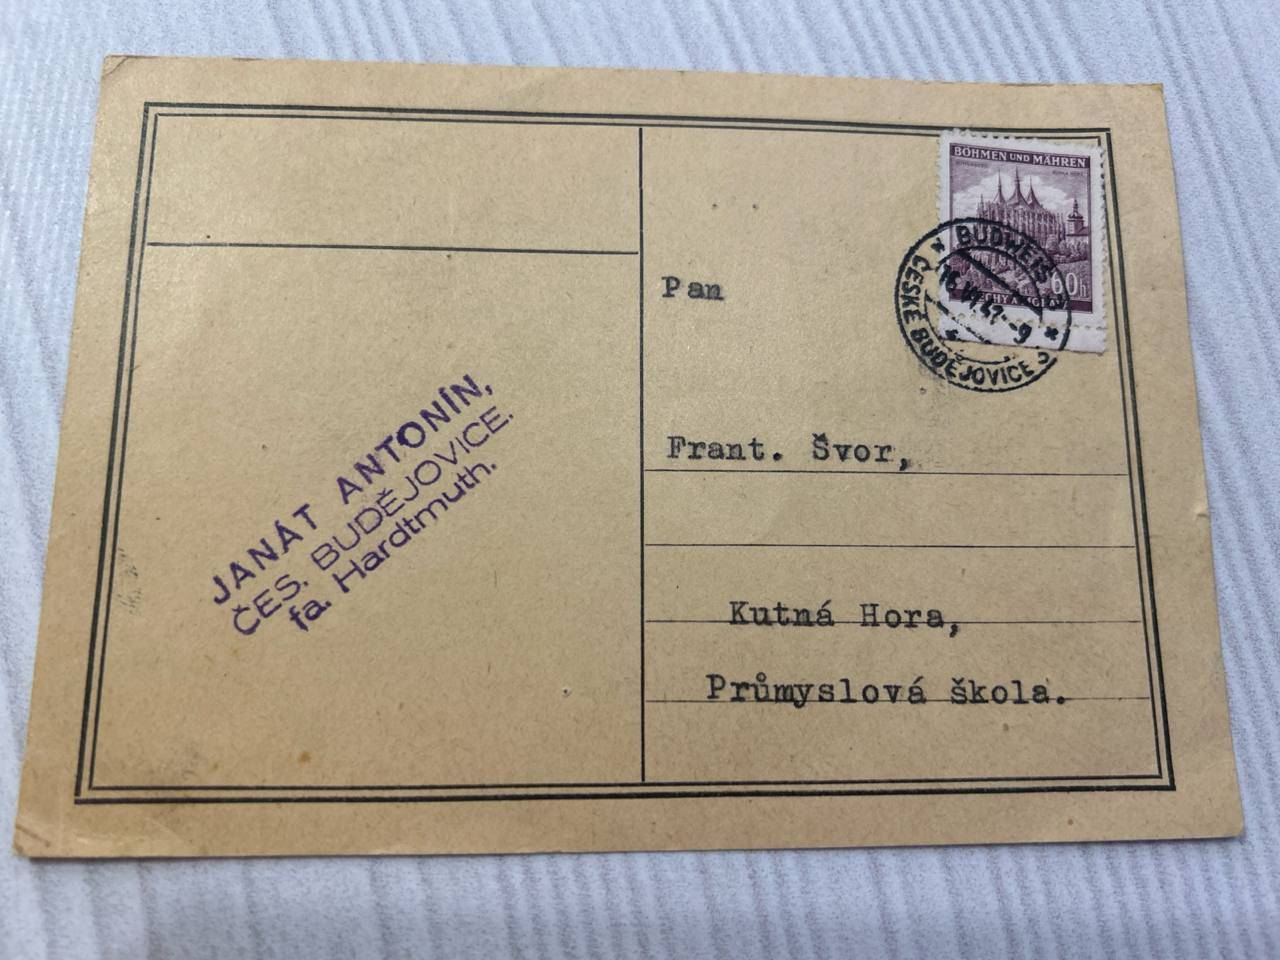 JANÁT ANTONÍN,
ČES. BUDĚJOVICE.
fa. Hardtmuth.
BÖHMEN UND MÄHREN
60h
BUDWEIS
ČESKÉ BUDĚJOVICE
Pan
Frant. Švor,
Kutná Hora,
Průmyslová škola.